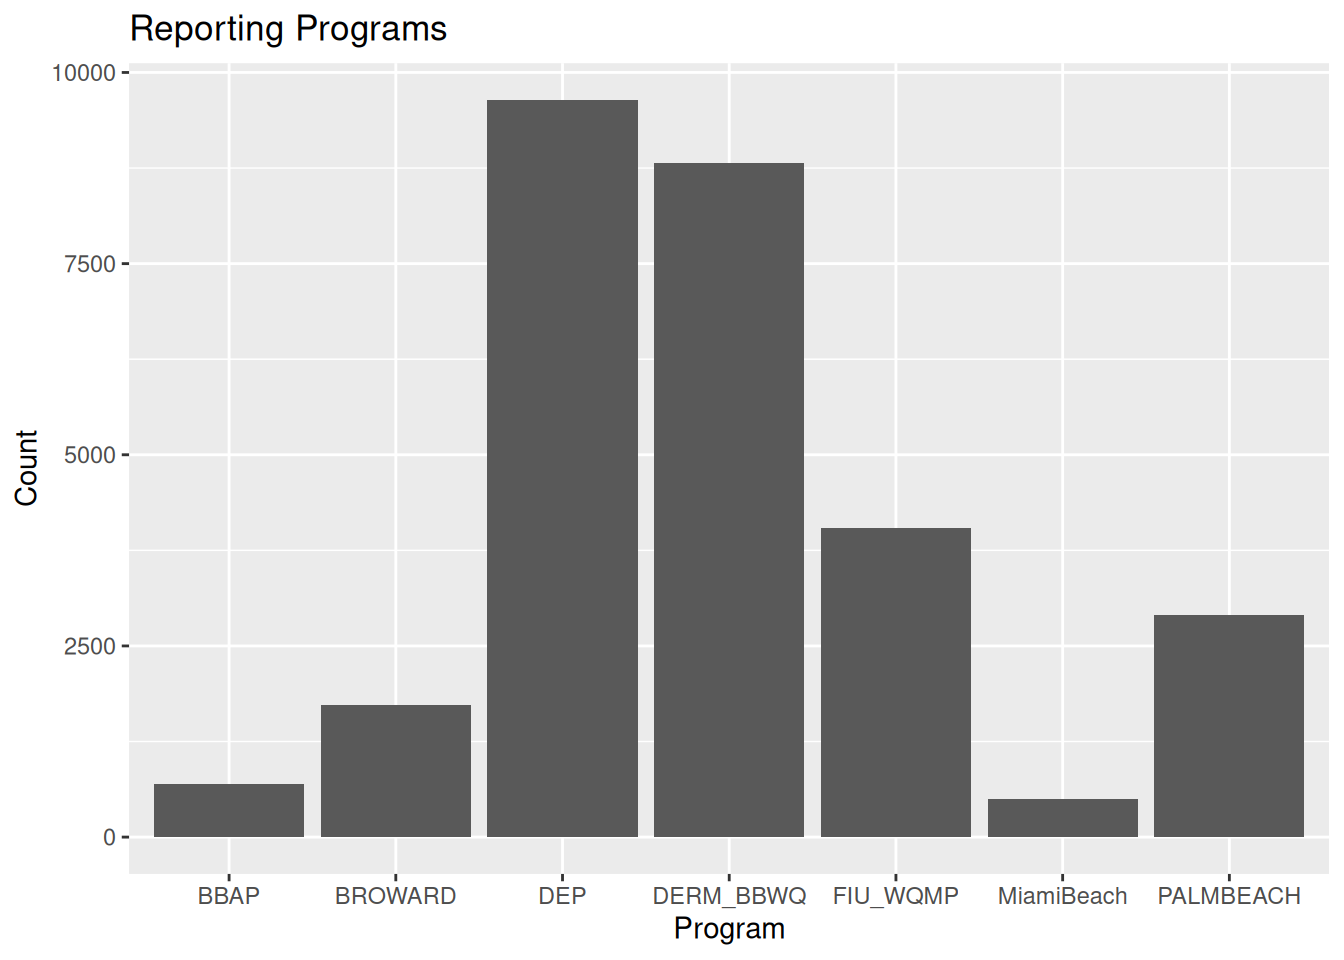 Reporting Programs
10000
7500
5000
2500
0
Count
BBAP BROWARD DEP DERM_BBWQ FIU_WQMP MiamiBeach PALMBEACH
Program